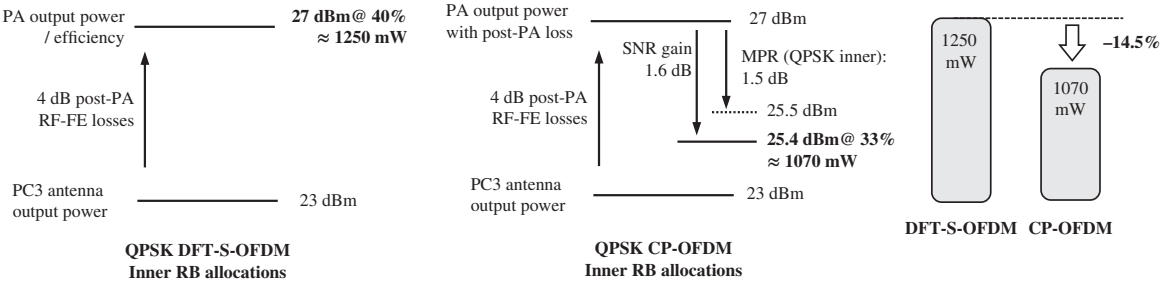 PA output power
/ efficiency
27 dBm@ 40%
≈ 1250 mW
4 dB post-PA
RF-FE losses
PC3 antenna
output power
23 dBm
QPSK DFT-S-OFDM
Inner RB allocations
PA output power
with post-PA loss
27 dBm
SNR gain
1.6 dB
MPR (QPSK inner):
1.5 dB
4 dB post-PA
RF-FE losses
25.5 dBm
25.4 dBm@ 33%
≈ 1070 mW
PC3 antenna
output power
23 dBm
QPSK CP-OFDM
Inner RB allocations
1250
mW
–14.5%
1070
mW
DFT-S-OFDM CP-OFDM